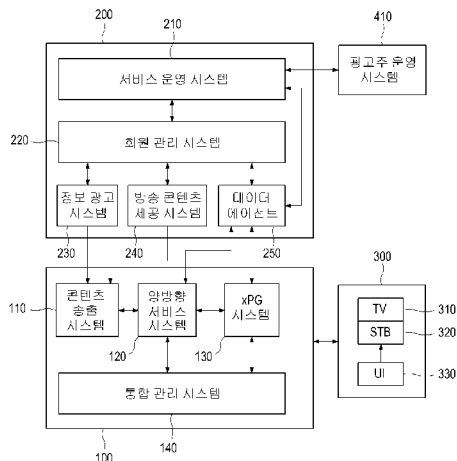 200
210
410
서비스 운영 시스템
광고주 운영
시스템
220
회원 관리 시스템
정보 광고
시스템
방송 콘텐츠
제공 시스템
데이터
에이전트
230
240
250
300
110
콘텐츠
송출
시스템
양방향
서비스
시스템
xPG
시스템
TV
310
STB
320
120
130
UI
330
통합 관리 시스템
100
140